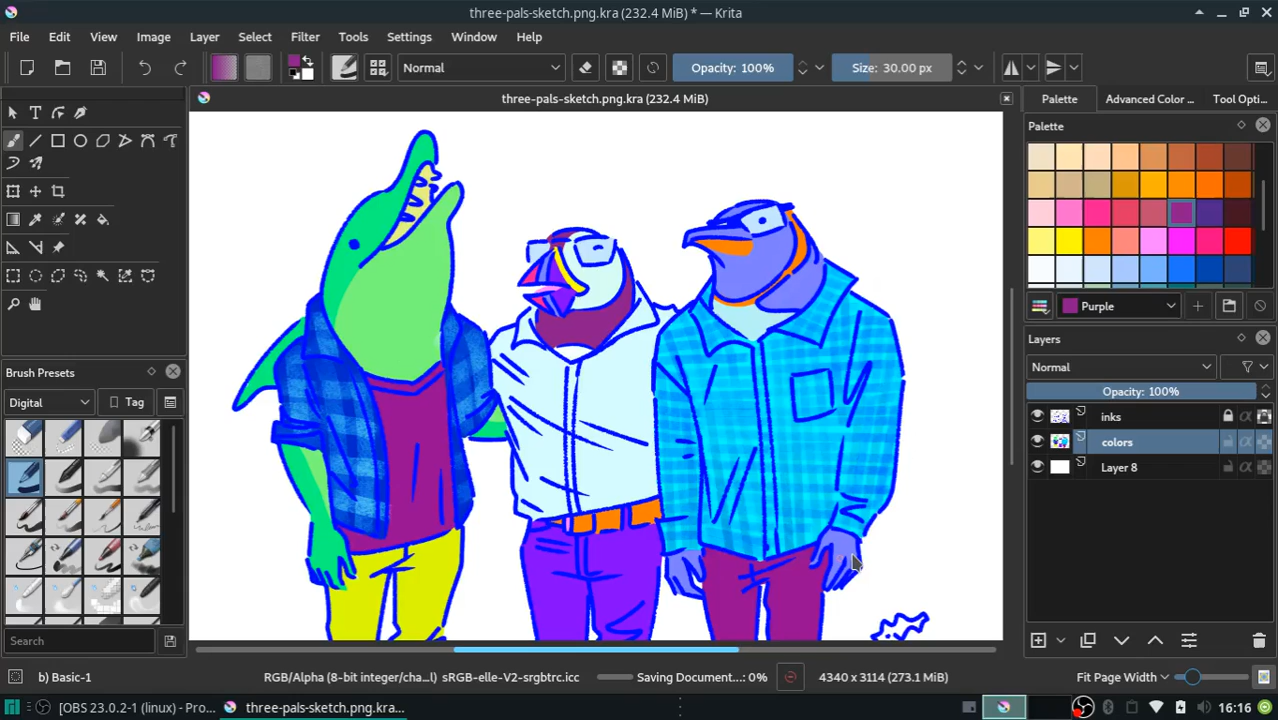 three-pals-sketch.png.kra (232.4 MiB) * — Krita
File Edit View Image Layer Select Filter Tools Settings Window Help
Normal Opacity: 100% Size: 30.00 px
three-pals-sketch.png.kra (232.4 MiB)
Palette Advanced Color ... Tool Opti...
Palette
Purple
Layers
Normal
Opacity: 100%
inks
colors
Layer 8
Brush Presets
Digital Tag
Search
b) Basic-1 RGB/Alpha (8-bit integer/cha...l) sRGB-elle-V2-srgbtrc.icc Saving Document...: 0% 4340 x 3114 (273.1 MiB) Fit Page Width
[OBS 23.0.2-1 (linux) - Pro... three-pals-sketch.png.kra... 16:16